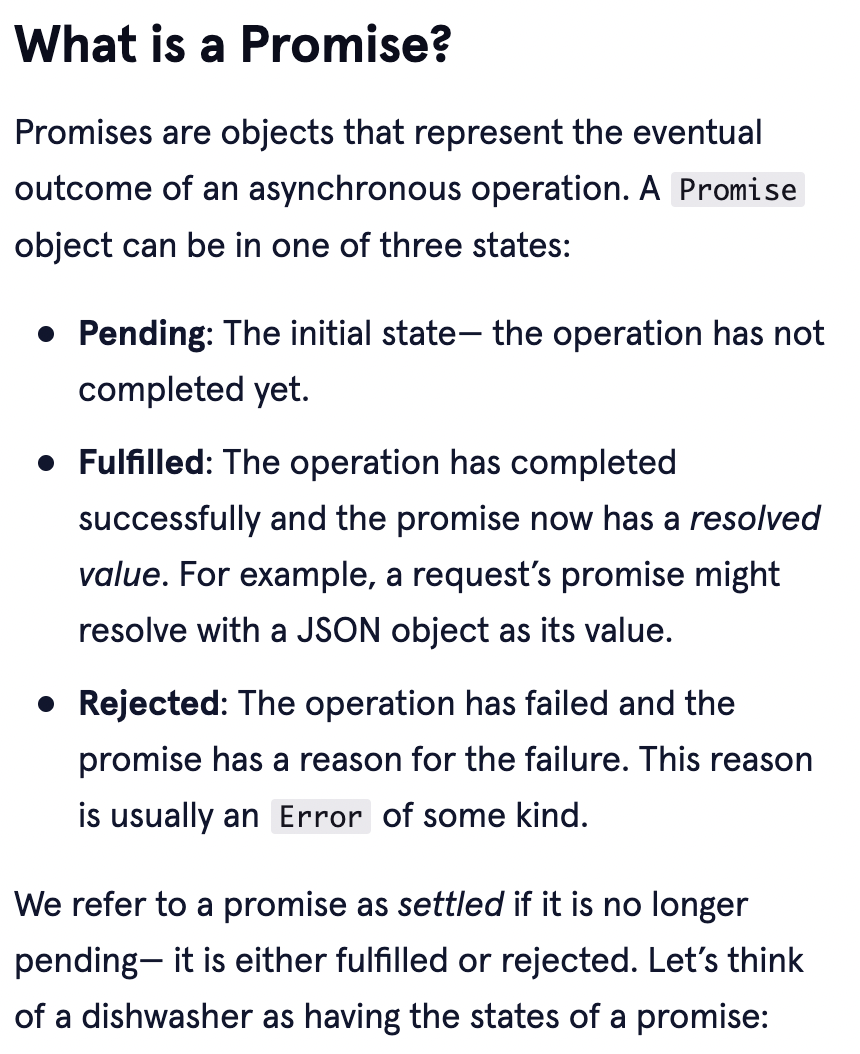 What is a Promise?
Promises are objects that represent the eventual
outcome of an asynchronous operation. A Promise
object can be in one of three states:
• Pending: The initial state— the operation has not
completed yet.
• Fulfilled: The operation has completed
successfully and the promise now has a resolved
value. For example, a request’s promise might
resolve with a JSON object as its value.
• Rejected: The operation has failed and the
promise has a reason for the failure. This reason
is usually an Error of some kind.
We refer to a promise as settled if it is no longer
pending— it is either fulfilled or rejected. Let’s think
of a dishwasher as having the states of a promise: